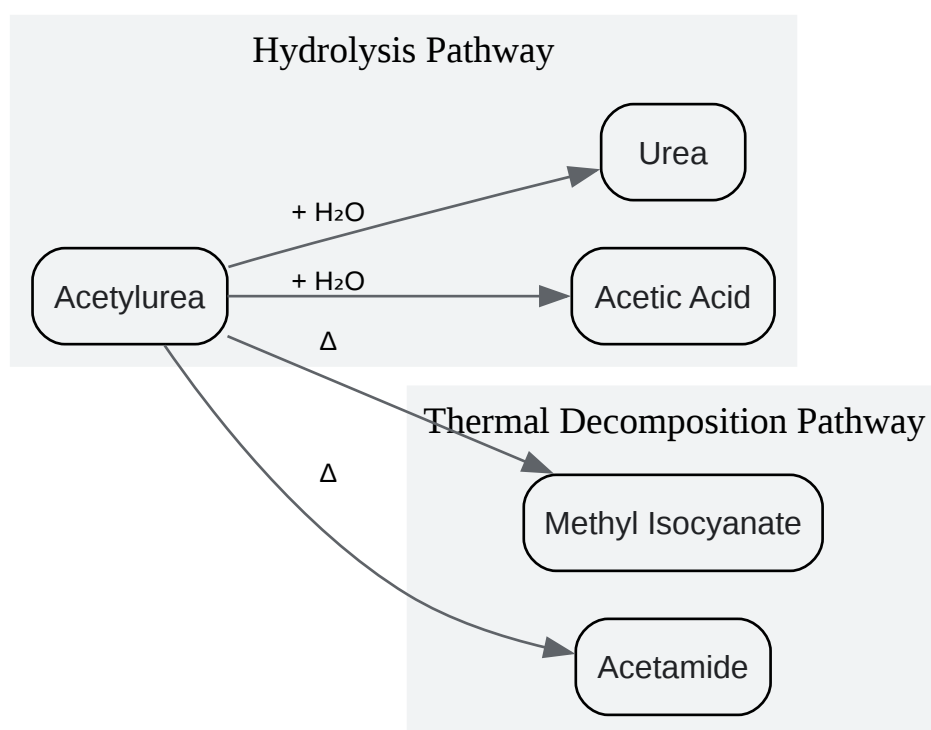 Hydrolysis Pathway
Urea
+ H₂O
Acetylurea
+ H₂O
Acetic Acid
Δ
Thermal Decomposition Pathway
Δ
Methyl Isocyanate
Acetamide